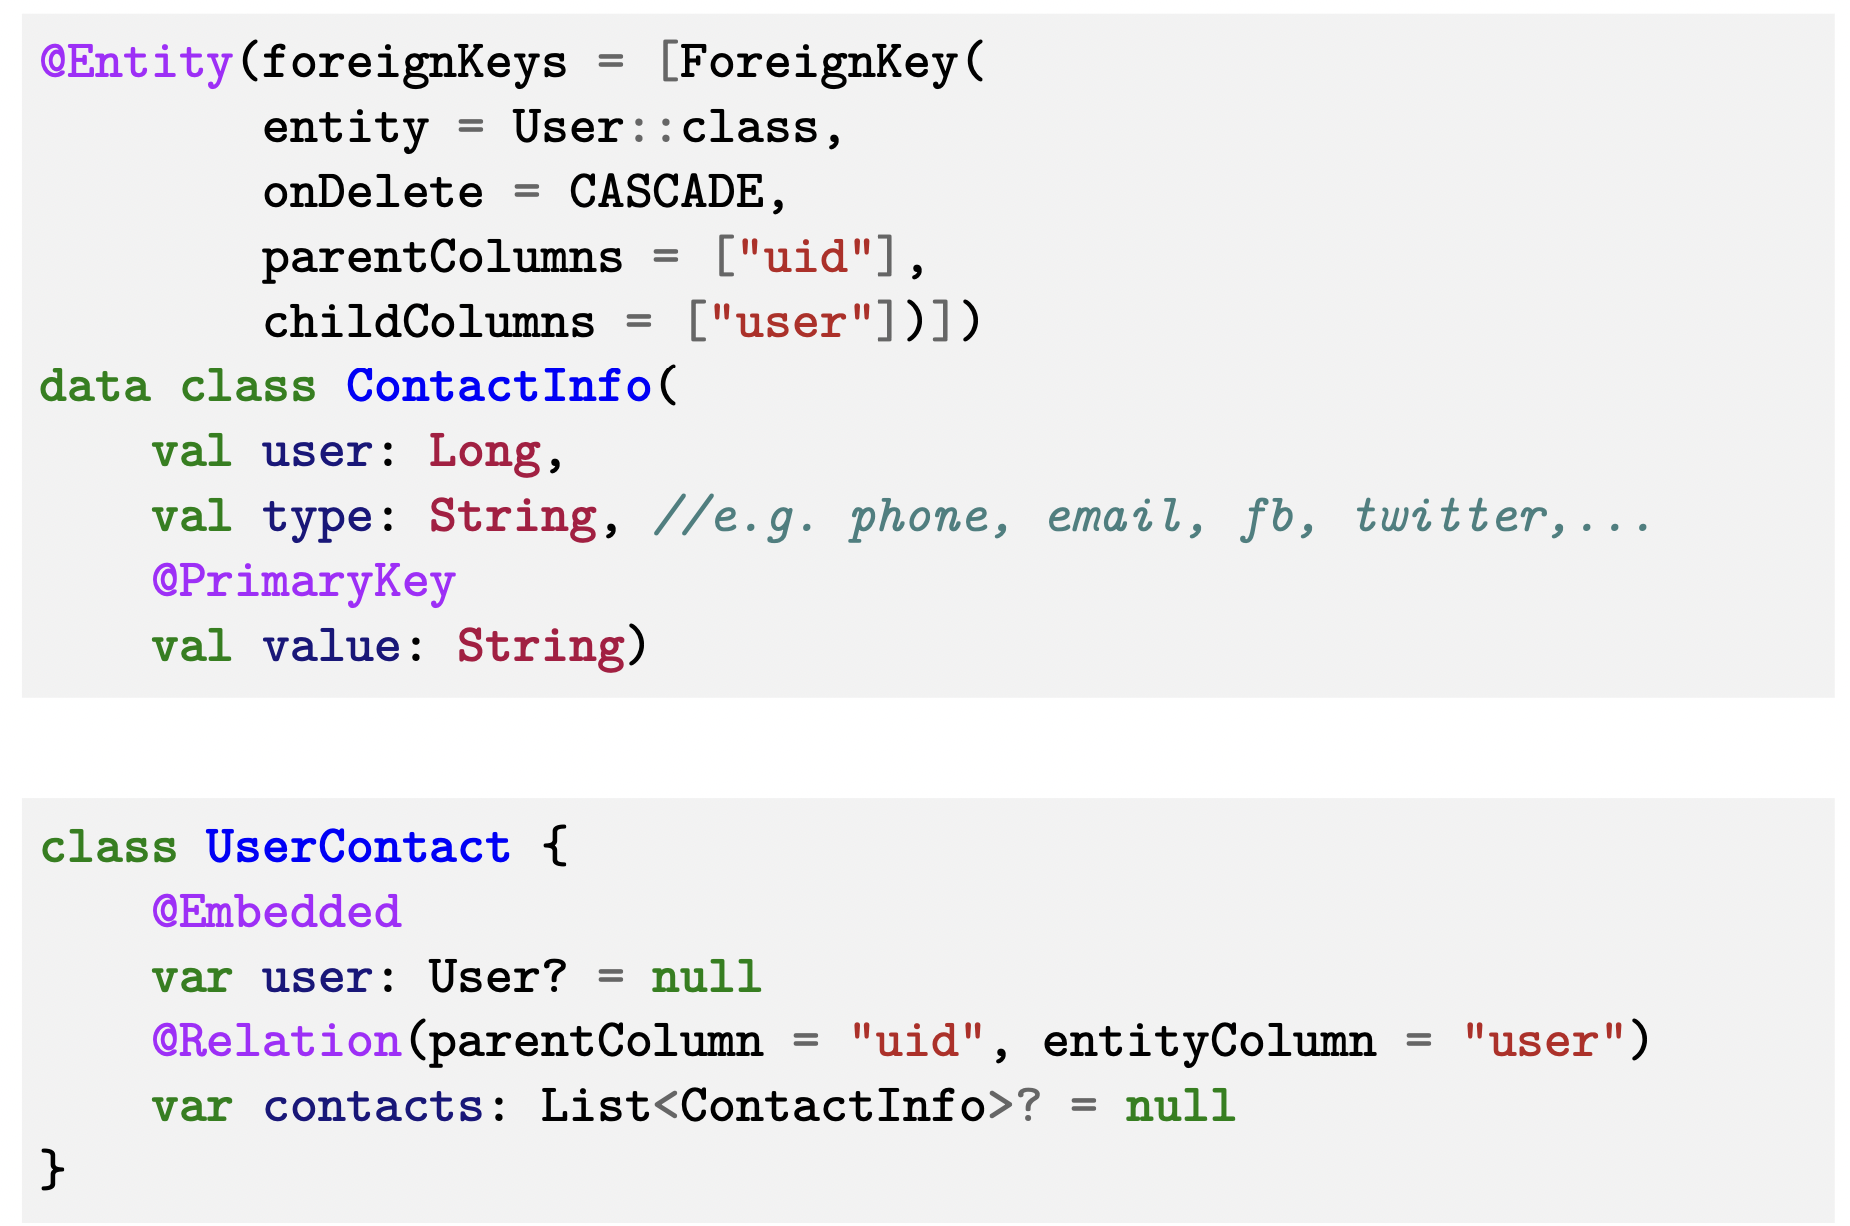 @Entity(foreignKeys = [ForeignKey(
        entity = User::class,
        onDelete = CASCADE,
        parentColumns = ["uid"],
        childColumns = ["user"])])
data class ContactInfo(
    val user: Long,
    val type: String, //e.g. phone, email, fb, twitter,...
    @PrimaryKey
    val value: String)
class UserContact {
    @Embedded
    var user: User? = null
    @Relation(parentColumn = "uid", entityColumn = "user")
    var contacts: List<ContactInfo>? = null
}